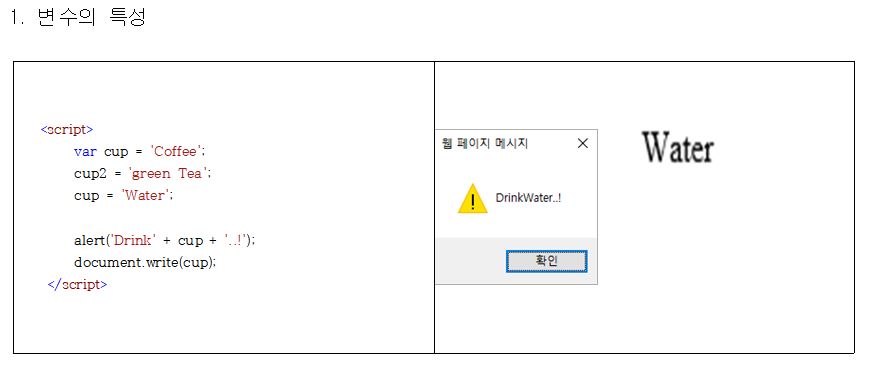 1. 변수의 특성
<script>
var cup = 'Coffee';
cup2 = 'green Tea';
cup = 'Water';
alert('Drink' + cup + '..!');
document.write(cup);
</script>
웹 페이지 메시지
DrinkWater..!
확인
Water